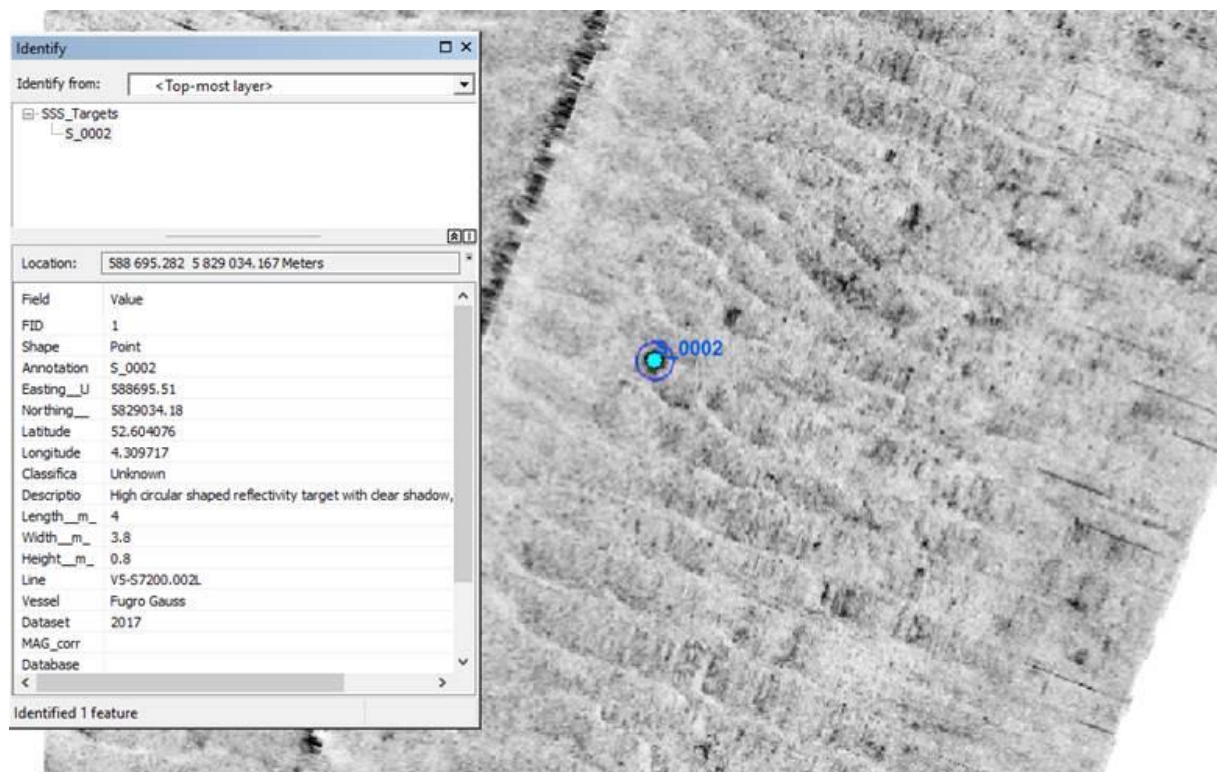 Identify
Identify from: <Top-most layer>
SSS_Targets
S_0002
Location: 588 695.282 5 829 034.167 Meters
Field Value
FID 1
Shape Point
Annotation S_0002
Easting__U 588695.51
Northing__ 5829034.18
Latitude 52.604076
Longitude 4.309717
Classifica Unknown
Descriptio High circular shaped reflectivity target with clear shadow,
Length__m_ 4
Width__m_ 3.8
Height__m_ 0.8
Line V5-S7200.002L
Vessel Fugro Gauss
Dataset 2017
MAG_corr
Database
Identified 1 feature
S_0002